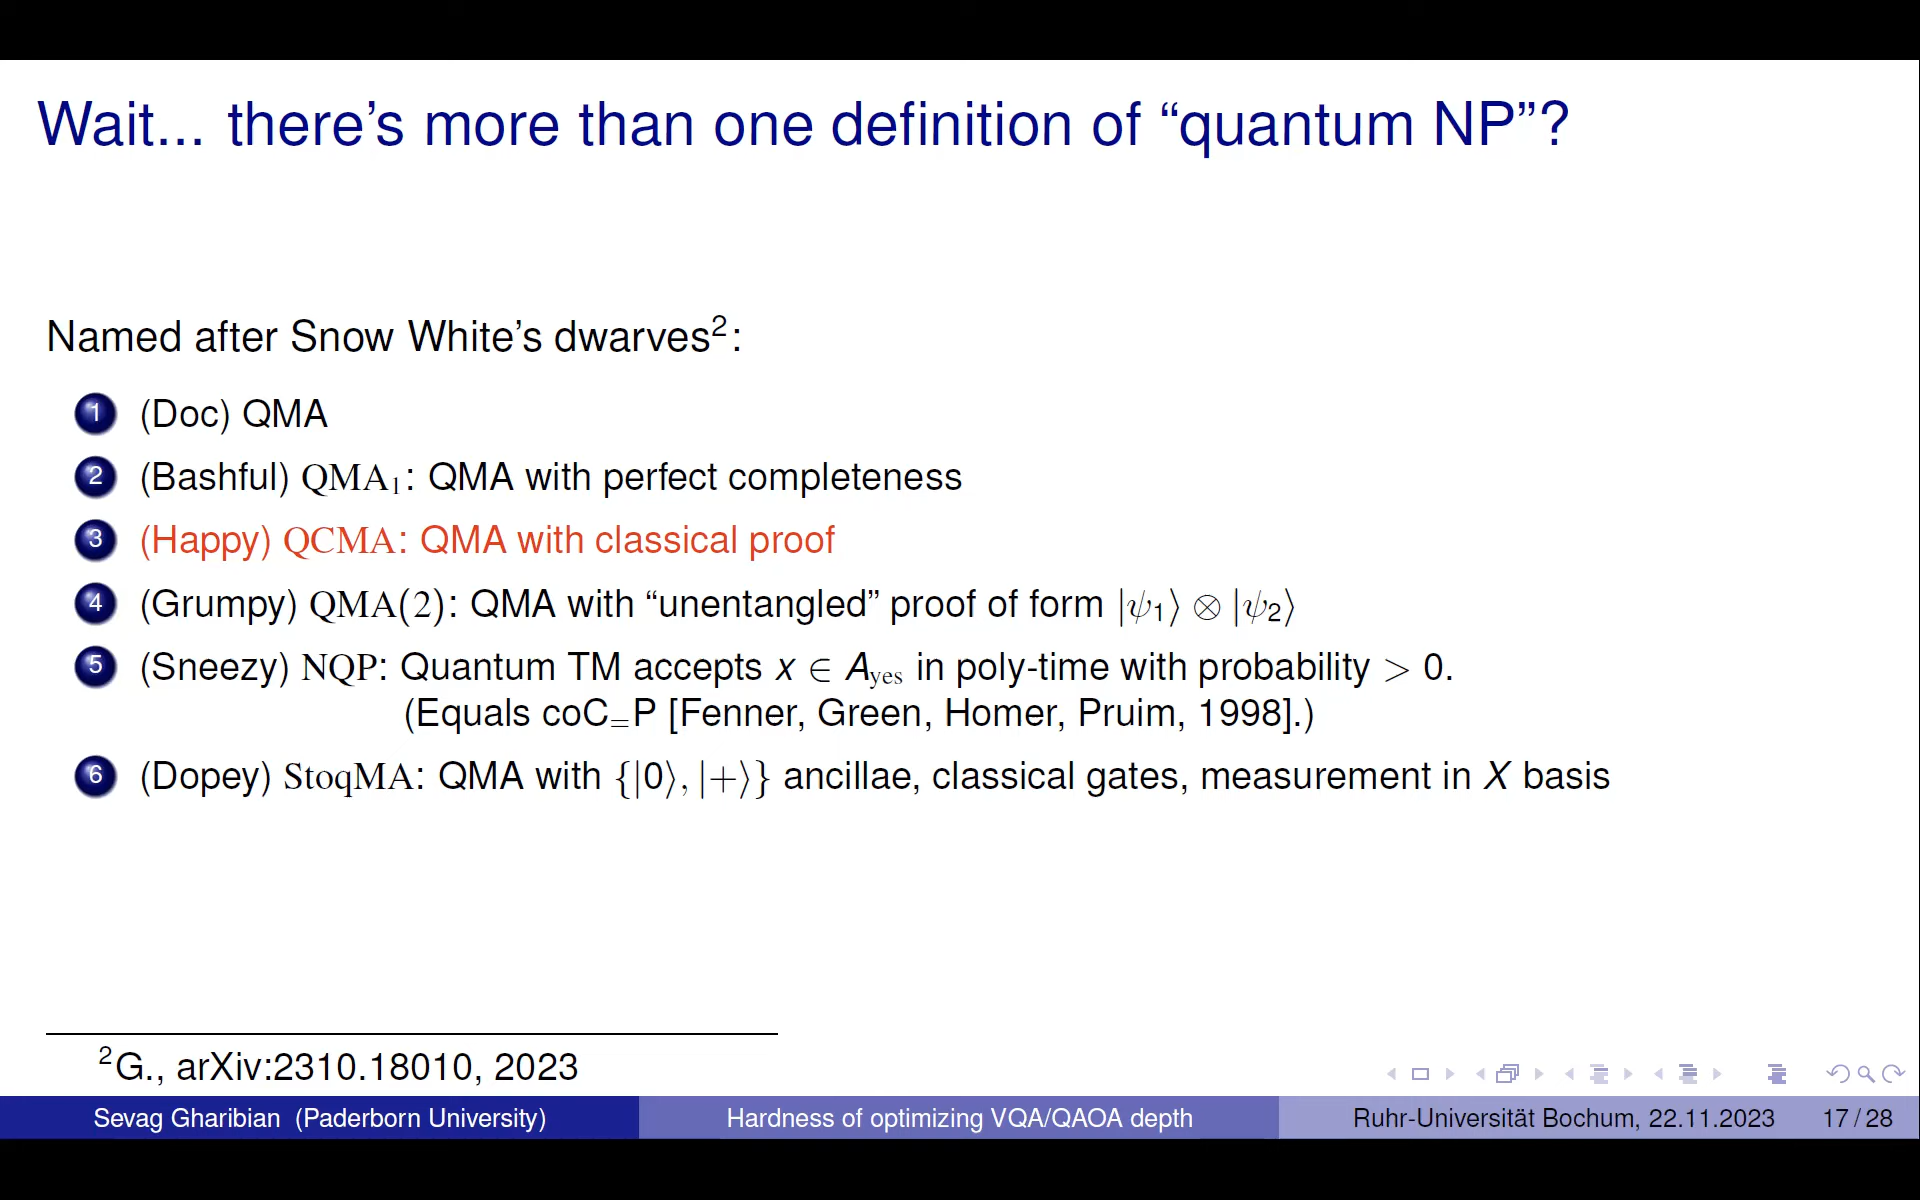 Wait... there’s more than one definition of “quantum NP”?
Named after Snow White’s dwarves²:
1 (Doc) QMA
2 (Bashful) QMA₁: QMA with perfect completeness
3 (Happy) QCMA: QMA with classical proof
4 (Grumpy) QMA(2): QMA with “unentangled” proof of form |ψ₁⟩ ⊗ |ψ₂⟩
5 (Sneezy) NQP: Quantum TM accepts x ∈ A_yes in poly-time with probability > 0.
(Equals coC₌P [Fenner, Green, Homer, Pruim, 1998].)
6 (Dopey) StoqMA: QMA with {|0⟩, |+⟩} ancillae, classical gates, measurement in X basis
²G., arXiv:2310.18010, 2023
Sevag Gharibian (Paderborn University) Hardness of optimizing VQA/QAOA depth Ruhr-Universität Bochum, 22.11.2023 17 / 28